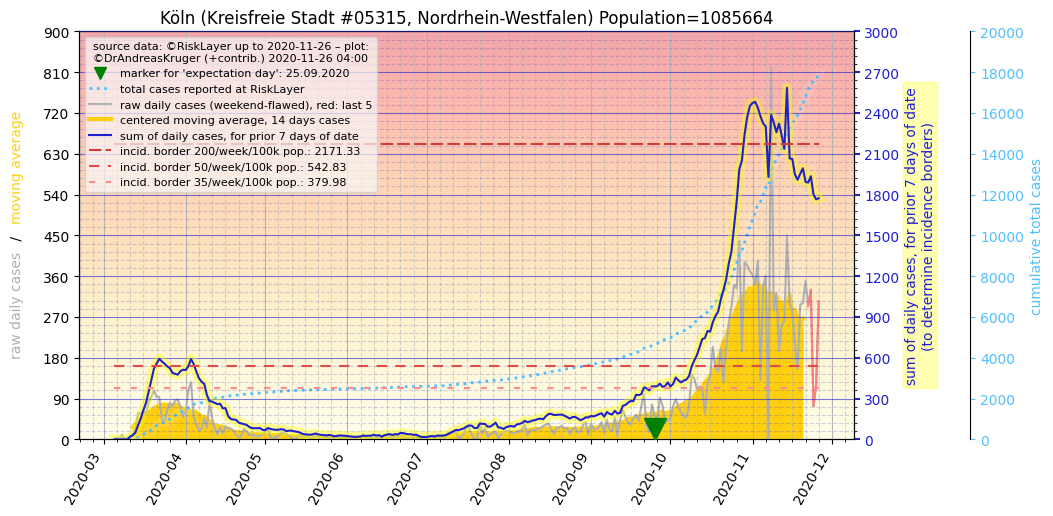 Köln (Kreisfreie Stadt #05315, Nordrhein-Westfalen) Population=1085664
source data: ©RiskLayer up to 2020-11-26 – plot:
©DrAndreasKruger (+contrib.) 2020-11-26 04:00
marker for 'expectation day': 25.09.2020
total cases reported at RiskLayer
raw daily cases (weekend-flawed), red: last 5
centered moving average, 14 days cases
sum of daily cases, for prior 7 days of date
incid. border 200/week/100k pop.: 2171.33
incid. border 50/week/100k pop.: 542.83
incid. border 35/week/100k pop.: 379.98
raw daily cases / moving average
900
810
720
630
540
450
360
270
180
90
0
3000
2700
2400
2100
1800
1500
1200
900
600
300
0
sum of daily cases, for prior 7 days of date
(to determine incidence borders)
20000
18000
16000
14000
12000
10000
8000
6000
4000
2000
0
cumulative total cases
2020-03
2020-04
2020-05
2020-06
2020-07
2020-08
2020-09
2020-10
2020-11
2020-12